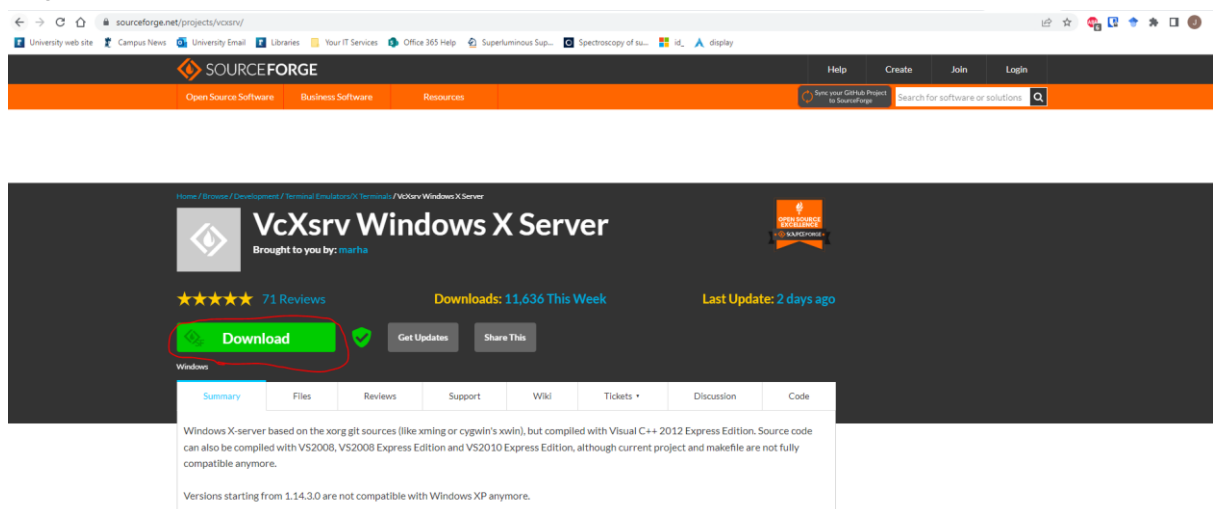 sourceforge.net/projects/vcxsrv/
University web site Campus News University Email Libraries Your IT Services Office 365 Help Superluminous Sup... Spectroscopy of su... id_ display
SOURCEFORGE
Help Create Join Login
Open Source Software Business Software Resources
Sync your GitHub Project
to SourceForge
Search for software or solutions
Home / Browse / Development / Terminal Emulators/X Terminals / VcXsrv Windows X Server
VcXsrv Windows X Server
Brought to you by: marha
OPEN SOURCE
EXCELLENCE
SOURCEFORGE
71 Reviews Downloads: 11,636 This Week Last Update: 2 days ago
Download Get Updates Share This
Windows
Summary Files Reviews Support Wiki Tickets Discussion Code
Windows X-server based on the xorg git sources (like xming or cygwin's xwin), but compiled with Visual C++ 2012 Express Edition. Source code
can also be compiled with VS2008, VS2008 Express Edition and VS2010 Express Edition, although current project and makefile are not fully
compatible anymore.
Versions starting from 1.14.3.0 are not compatible with Windows XP anymore.